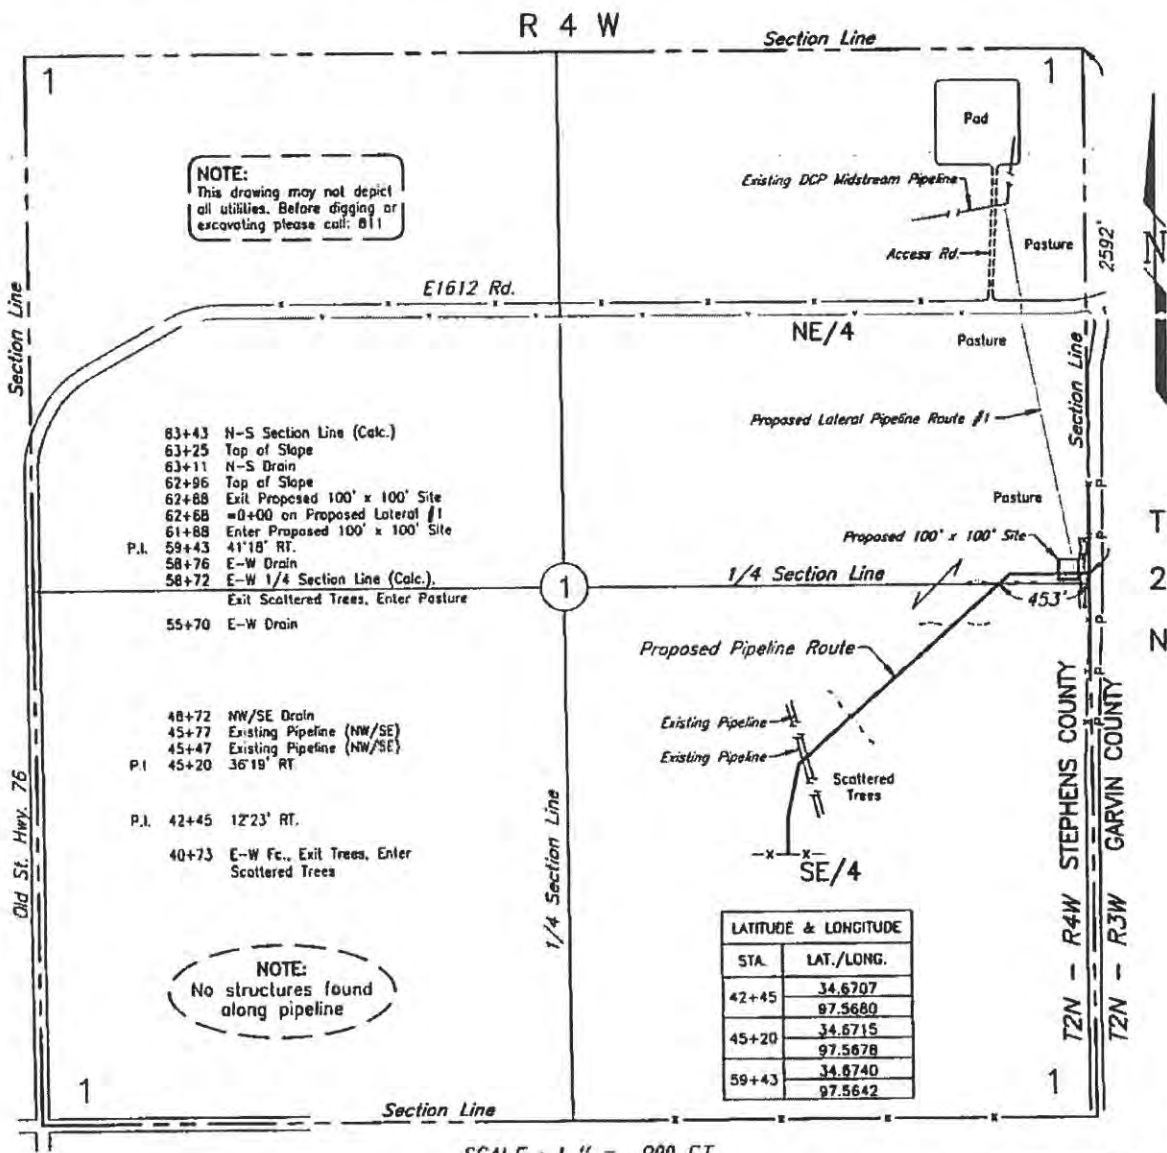 R 4 W
Section Line
1
1
Pad
NOTE:
This drawing may not depict
all utilities. Before digging or
excavating please call: 811
Existing DCP Midstream Pipeline
Access Rd.
Pasture
2592'
N
Section Line
E1612 Rd.
NE/4
Pasture
Section Line
Proposed Lateral Pipeline Route #1
63+43 N-S Section Line (Calc.)
63+25 Top of Slope
63+11 N-S Drain
62+96 Top of Slope
62+88 Exit Proposed 100' x 100' Site
62+68 =0+00 on Proposed Lateral #1
61+88 Enter Proposed 100' x 100' Site
P.I. 59+43 41°18' RT.
58+76 E-W Drain
58+72 E-W 1/4 Section Line (Calc.),
Exit Scattered Trees, Enter Pasture
55+70 E-W Drain
Pasture
Proposed 100' x 100' Site
T
2
N
1/4 Section Line
1
453'
Proposed Pipeline Route
48+72 NW/SE Drain
45+77 Existing Pipeline (NW/SE)
45+47 Existing Pipeline (NW/SE)
P.I 45+20 36°19' RT
P.I. 42+45 12°23' RT.
40+73 E-W Fc., Exit Trees, Enter
Scattered Trees
Existing Pipeline
Existing Pipeline
Scattered
Trees
SE/4
Old St. Hwy. 76
1/4 Section Line
STEPHENS COUNTY
GARVIN COUNTY
T2N - R4W
T2N - R3W
LATITUDE & LONGITUDE
STA. LAT./LONG.
42+45 34.6707
97.5680
45+20 34.6715
97.5678
59+43 34.6740
97.5642
NOTE:
No structures found
along pipeline
1
1
Section Line